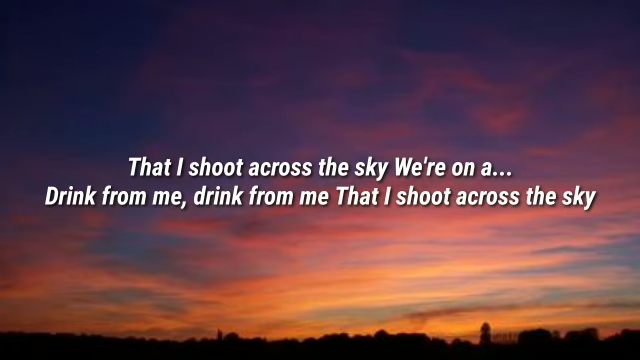 That I shoot across the sky We're on a...
Drink from me, drink from me That I shoot across the sky